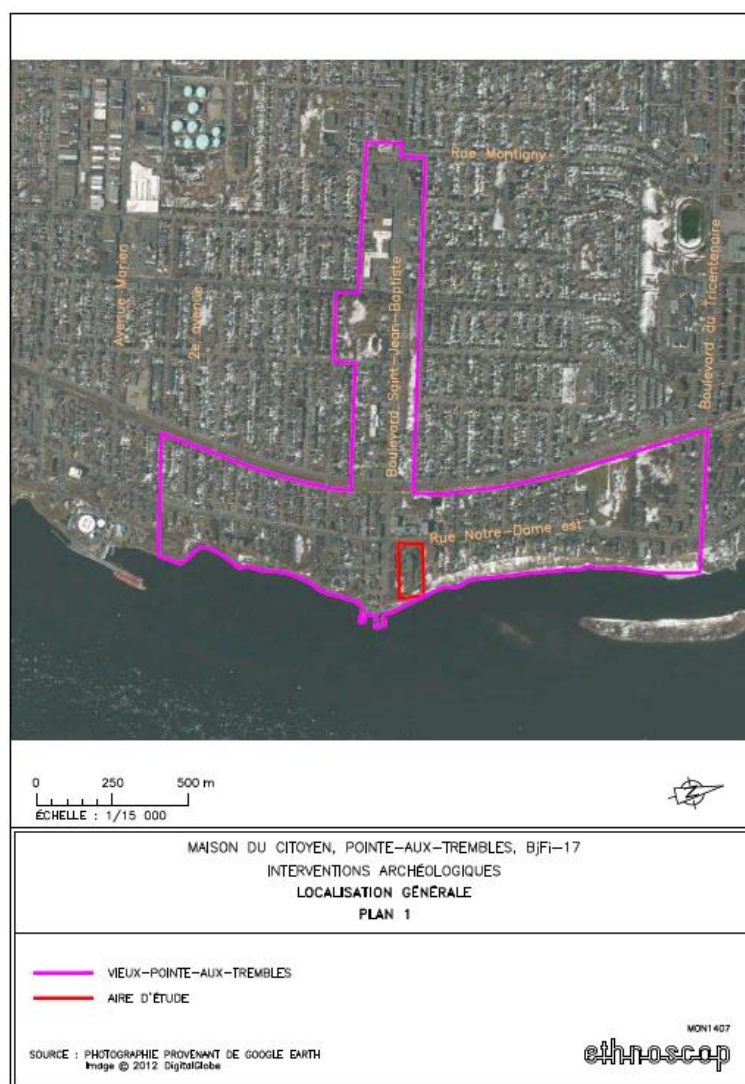 Rue Montigny
Avenue Marien
2e avenue
Boulevard Saint-Jean-Baptiste
Boulevard du Tricentenaire
Rue Notre-Dame est
0 250 500 m
ÉCHELLE : 1/15 000
MAISON DU CITOYEN, POINTE-AUX-TREMBLES, BjFi-17
INTERVENTIONS ARCHÉOLOGIQUES
LOCALISATION GÉNÉRALE
PLAN 1
VIEUX-POINTE-AUX-TREMBLES
AIRE D'ÉTUDE
MON1407
SOURCE : PHOTOGRAPHIE PROVENANT DE GOOGLE EARTH
Image © 2012 DigitalGlobe
ethnoscop